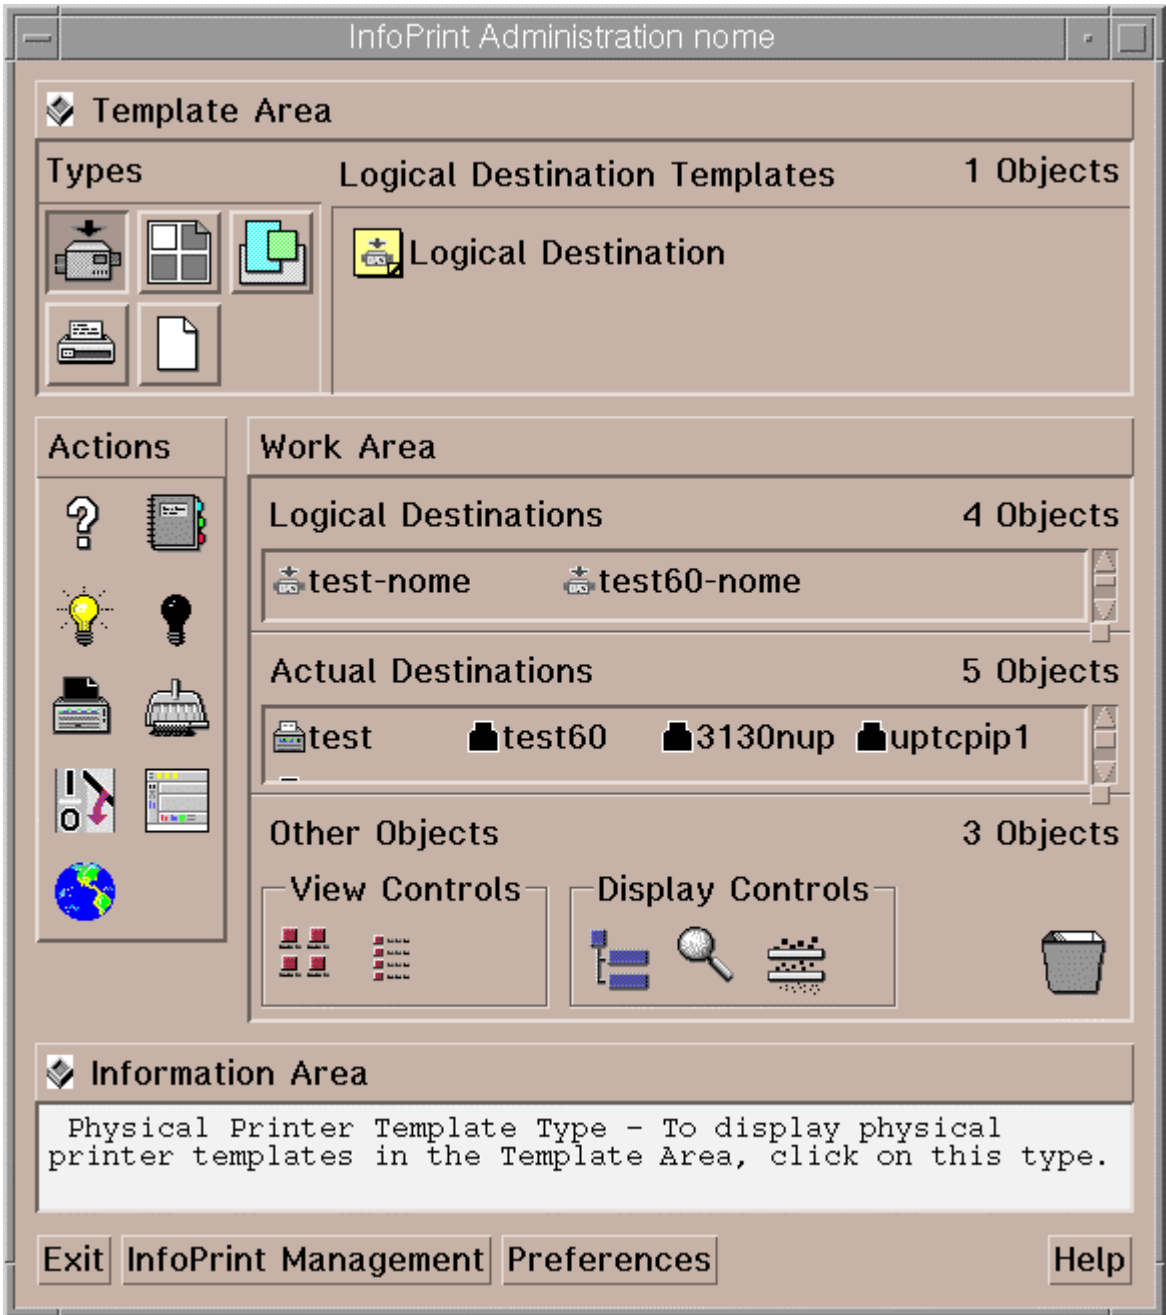 InfoPrint Administration nome
Template Area
Types
Logical Destination Templates
1 Objects
Logical Destination
Actions
Work Area
Logical Destinations
4 Objects
test-nome
test60-nome
Actual Destinations
5 Objects
test
test60
3130nup
uptcpip1
Other Objects
3 Objects
View Controls
Display Controls
Information Area
Physical Printer Template Type - To display physical
printer templates in the Template Area, click on this type.
Exit
InfoPrint Management
Preferences
Help